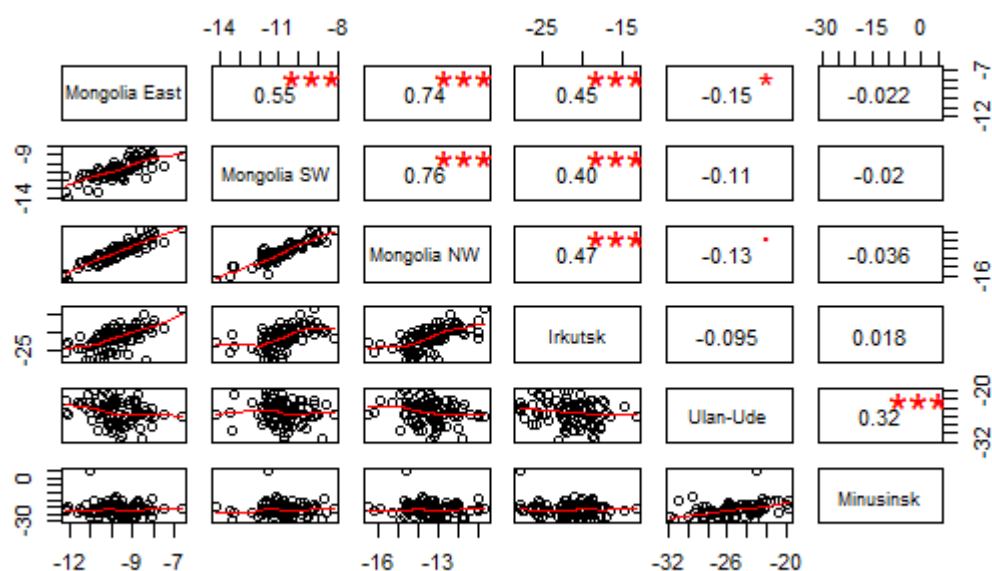 -14 -11 -8 -25 -15 -30 -15 0
Mongolia East 0.55 *** 0.74 *** 0.45 *** -0.15 * -0.022 -7 -12
-9 -14 Mongolia SW 0.76 *** 0.40 *** -0.11 -0.02
Mongolia NW 0.47 *** -0.13 . -0.036 -16
-25 Irkutsk -0.095 0.018
Ulan-Ude 0.32 *** -20 -32
0 -30 Minusinsk
-12 -9 -7 -16 -13 -32 -26 -20